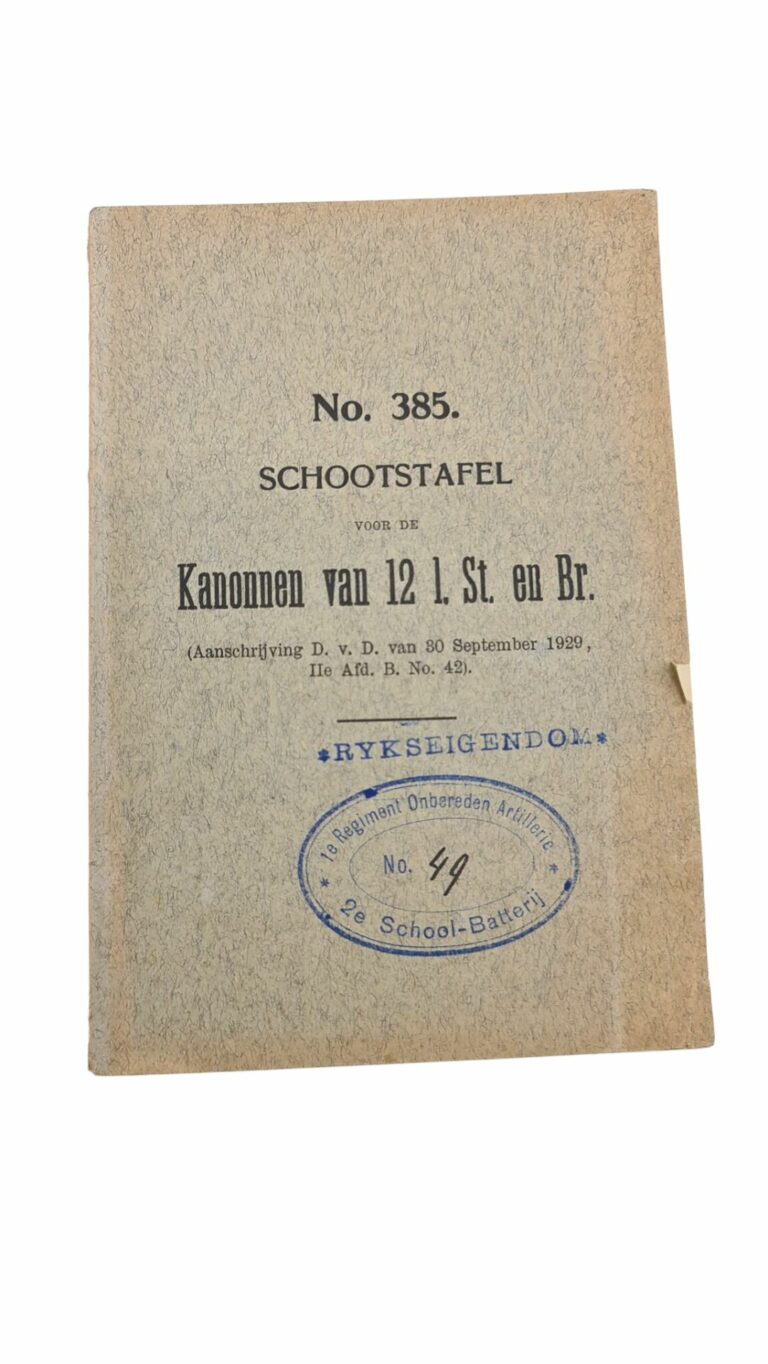 No. 385.
SCHOOTSTAFEL
VOOR DE
Kanonnen van 12 l. St. en Br.
(Aanschrijving D. v. D. van 30 September 1929,
IIe Afd. B. No. 42).
*RYKSEIGENDOM*
* 1e Regiment Onbereden Artillerie *
No. 49
2e School-Batterij